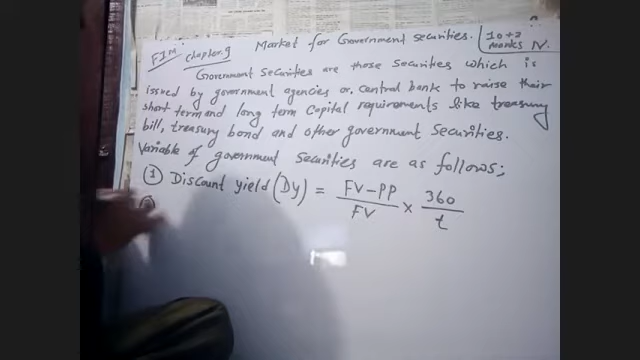 FIM. Chapter.9 Market for Government securities. 10+2 Marks IV.
Government Securities are those securities which is
issued by government agencies or, central bank to raise their
short term and long term Capital requirements like treasury
bill, treasury bond and other government Securities.
Variable of government securities are as follows;
(1) Discount yield (Dy) = FV-PP / FV × 360 / t